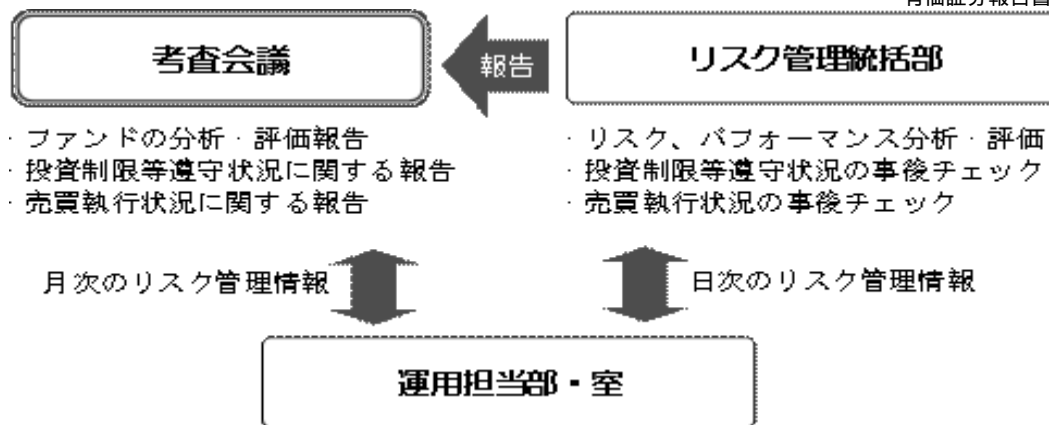 考査会議
報告
リスク管理統括部
・ファンドの分析・評価報告
・投資制限等遵守状況に関する報告
・売買執行状況に関する報告
・リスク、パフォーマンス分析・評価
・投資制限等遵守状況の事後チェック
・売買執行状況の事後チェック
月次のリスク管理情報
日次のリスク管理情報
運用担当部・室